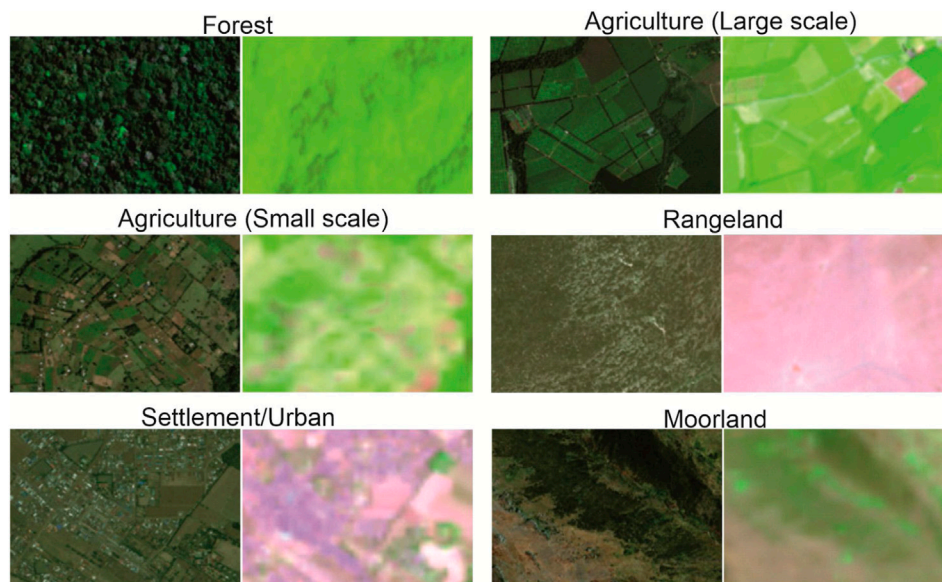 Forest
Agriculture (Large scale)
Agriculture (Small scale)
Rangeland
Settlement/Urban
Moorland